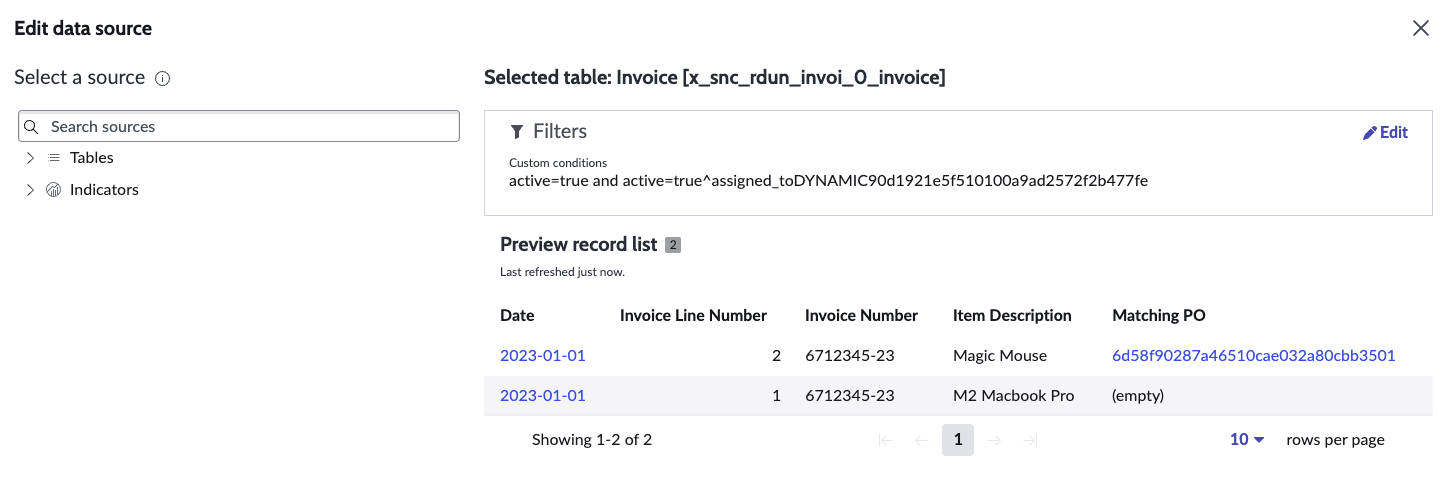 Edit data source
Select a source
Search sources
Tables
Indicators
Selected table: Invoice [x_snc_rdun_invoi_0_invoice]
Filters
Edit
Custom conditions
active=true and active=true^assigned_toDYNAMIC90d1921e5f510100a9ad2572f2b477fe
Preview record list 2
Last refreshed just now.
Date Invoice Line Number Invoice Number Item Description Matching PO
2023-01-01 2 6712345-23 Magic Mouse 6d58f90287a46510cae032a80cbb3501
2023-01-01 1 6712345-23 M2 Macbook Pro (empty)
Showing 1-2 of 2 1 10 rows per page